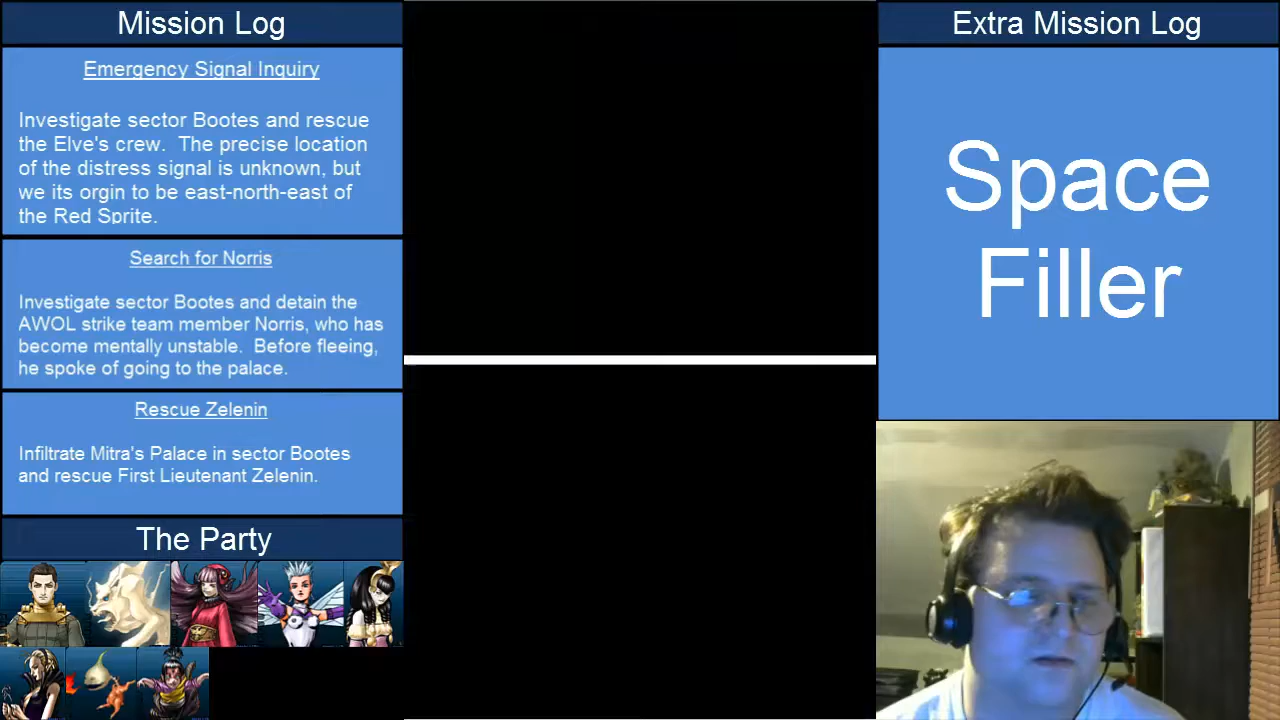 Mission Log
Emergency Signal Inquiry
Investigate sector Bootes and rescue
the Elve's crew.  The precise location
of the distress signal is unknown, but
we its orgin to be east-north-east of
the Red Sprite.
Search for Norris
Investigate sector Bootes and detain the
AWOL strike team member Norris, who has
become mentally unstable.  Before fleeing,
he spoke of going to the palace.
Rescue Zelenin
Infiltrate Mitra's Palace in sector Bootes
and rescue First Lieutenant Zelenin.
The Party
Extra Mission Log
Space
Filler